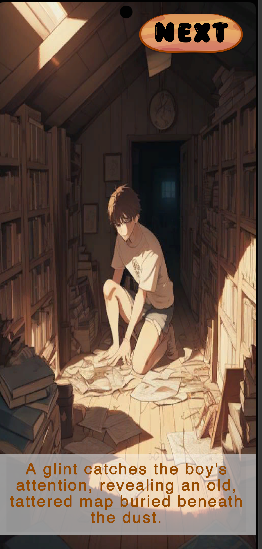 NEXT
A glint catches the boy's
attention, revealing an old,
tattered map buried beneath
the dust.